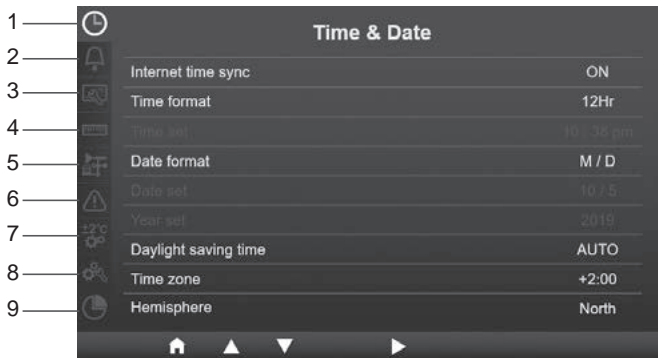 1
Time & Date
2
Internet time sync ON
3
Time format 12Hr
4
Time set 10 / 38 pm
5
Date format M / D
6
Date set 10 / 5
7
±2°C
Year set 2019
Daylight saving time AUTO
8
Time zone +2:00
9
Hemisphere North